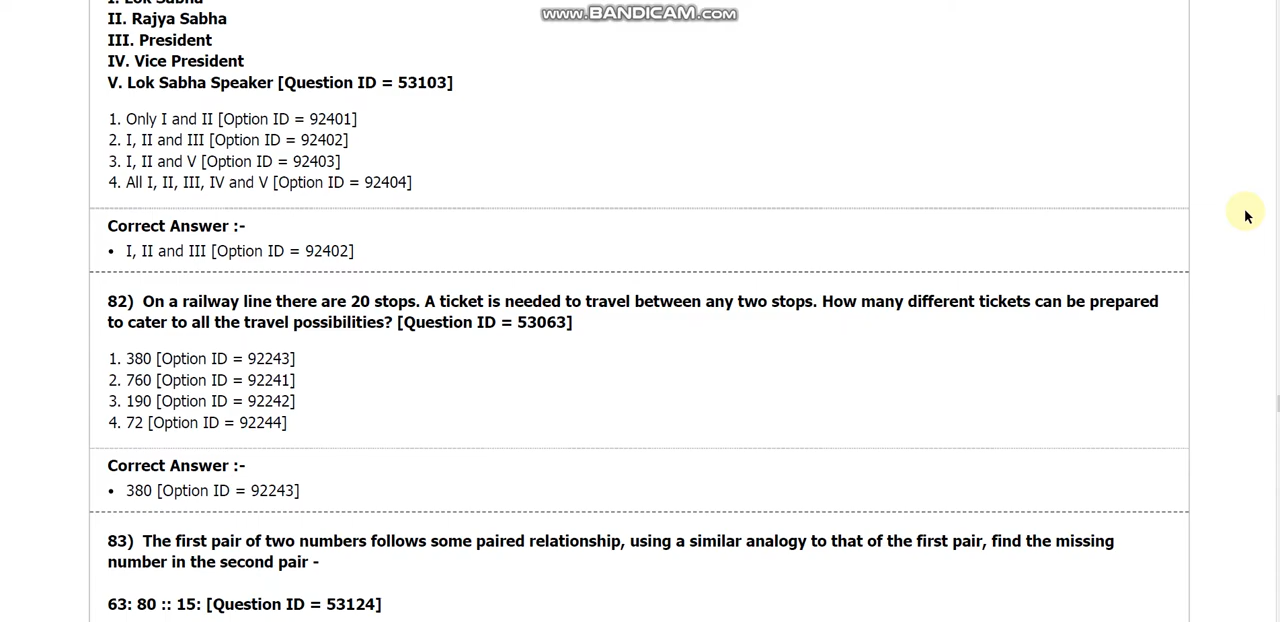 I. Lok Sabha
www.BANDICAM.com
II. Rajya Sabha
III. President
IV. Vice President
V. Lok Sabha Speaker [Question ID = 53103]
1. Only I and II [Option ID = 92401]
2. I, II and III [Option ID = 92402]
3. I, II and V [Option ID = 92403]
4. All I, II, III, IV and V [Option ID = 92404]
Correct Answer :-
• I, II and III [Option ID = 92402]
82) On a railway line there are 20 stops. A ticket is needed to travel between any two stops. How many different tickets can be prepared
to cater to all the travel possibilities? [Question ID = 53063]
1. 380 [Option ID = 92243]
2. 760 [Option ID = 92241]
3. 190 [Option ID = 92242]
4. 72 [Option ID = 92244]
Correct Answer :-
• 380 [Option ID = 92243]
83) The first pair of two numbers follows some paired relationship, using a similar analogy to that of the first pair, find the missing
number in the second pair -
63: 80 :: 15: [Question ID = 53124]